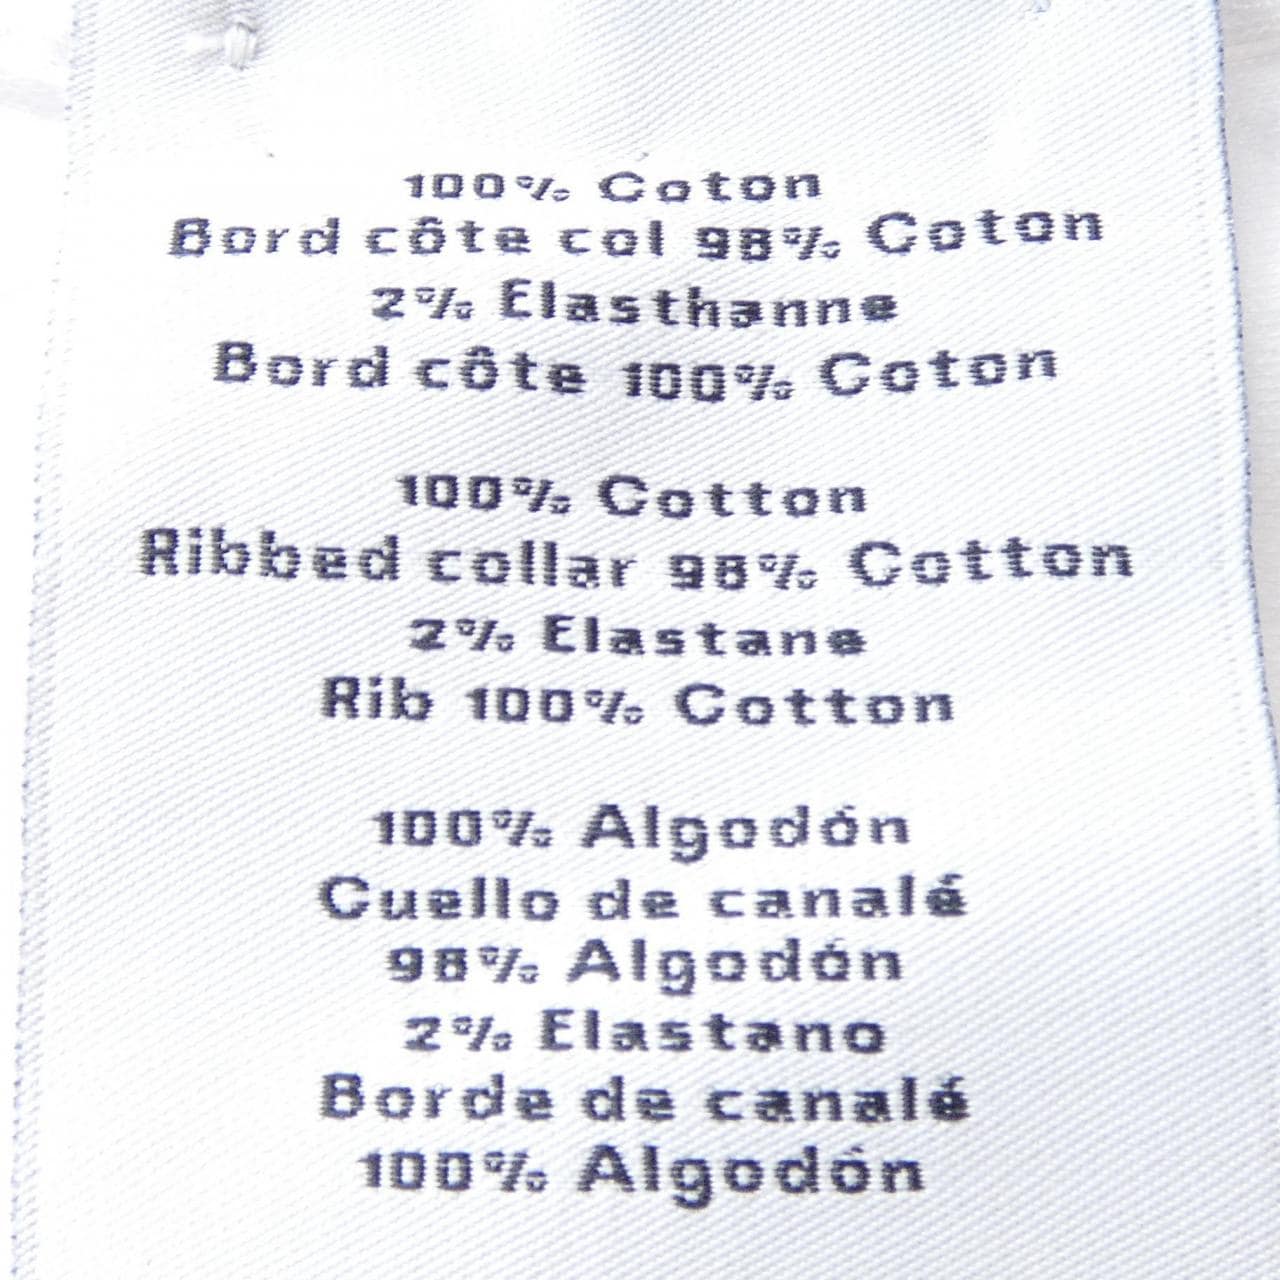 100% Coton
Bord côte col 98% Coton
2% Elasthanne
Bord côte 100% Coton
100% Cotton
Ribbed collar 98% Cotton
2% Elastane
Rib 100% Cotton
100% Algodón
Cuello de canalé
98% Algodón
2% Elastano
Borde de canalé
100% Algodón